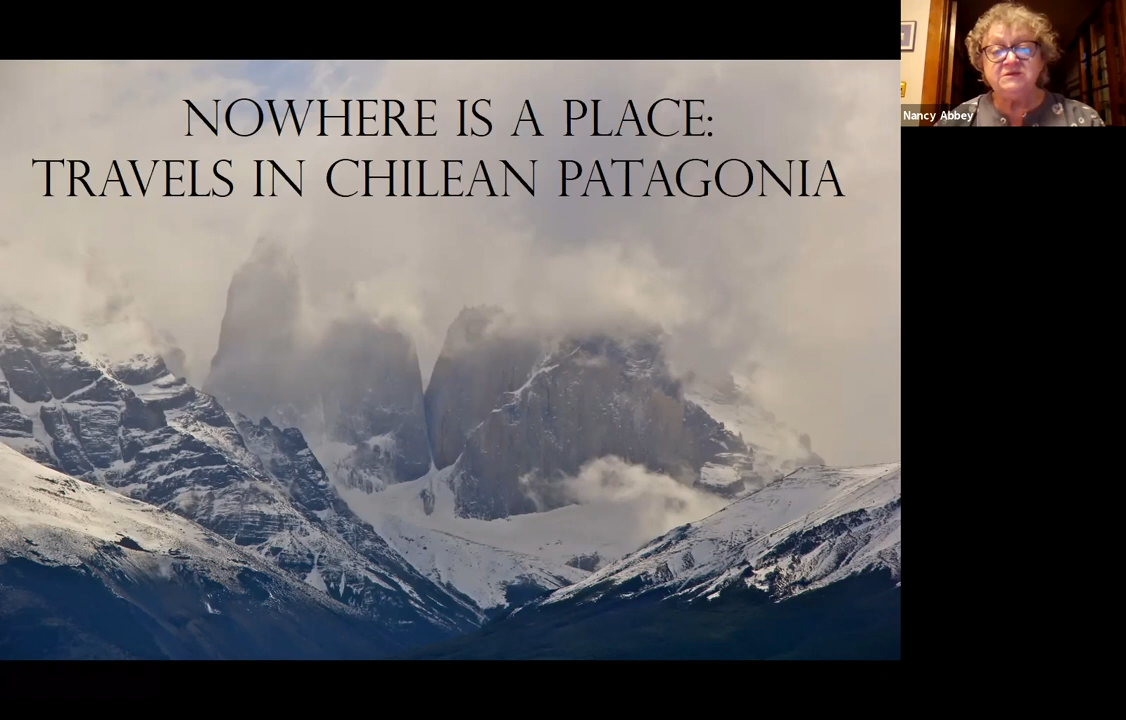 NOWHERE IS A PLACE:
TRAVELS IN CHILEAN PATAGONIA
Nancy Abbey